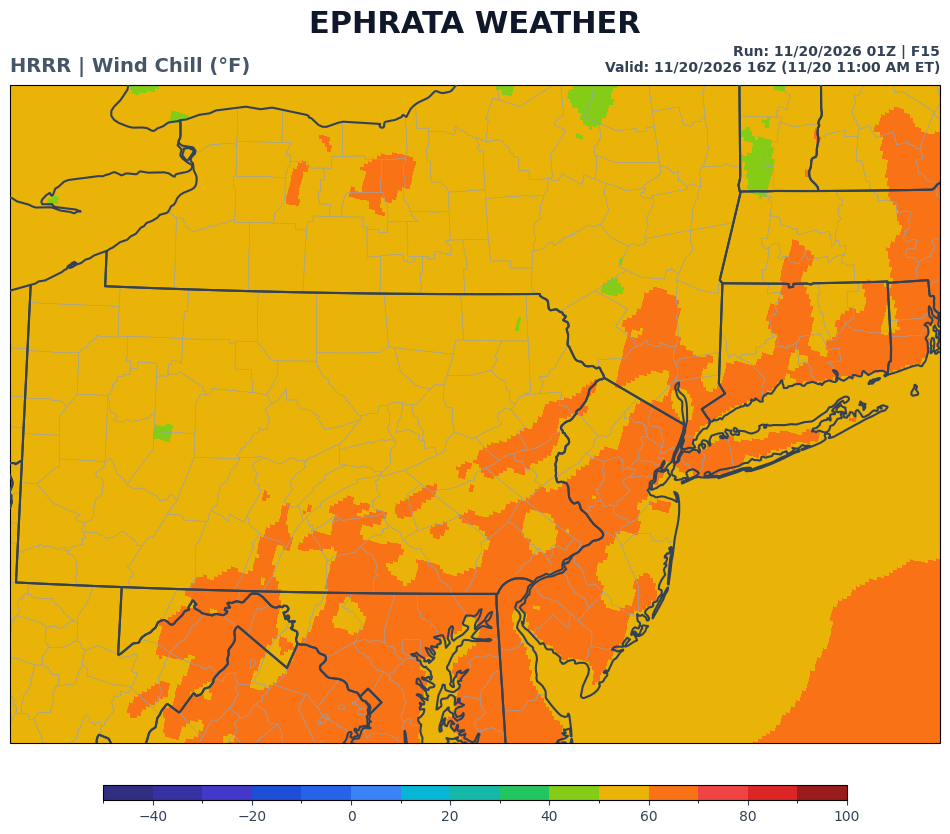 EPHRATA WEATHER
HRRR | Wind Chill (°F)
Run: 11/20/2026 01Z | F15
Valid: 11/20/2026 16Z (11/20 11:00 AM ET)
−40 −20 0 20 40 60 80 100